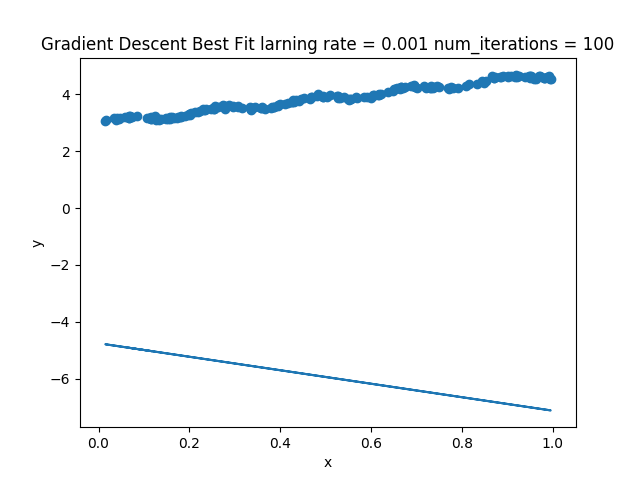 Gradient Descent Best Fit larning rate = 0.001 num_iterations = 100
4
2
0
−2
−4
−6
y
0.0 0.2 0.4 0.6 0.8 1.0
x